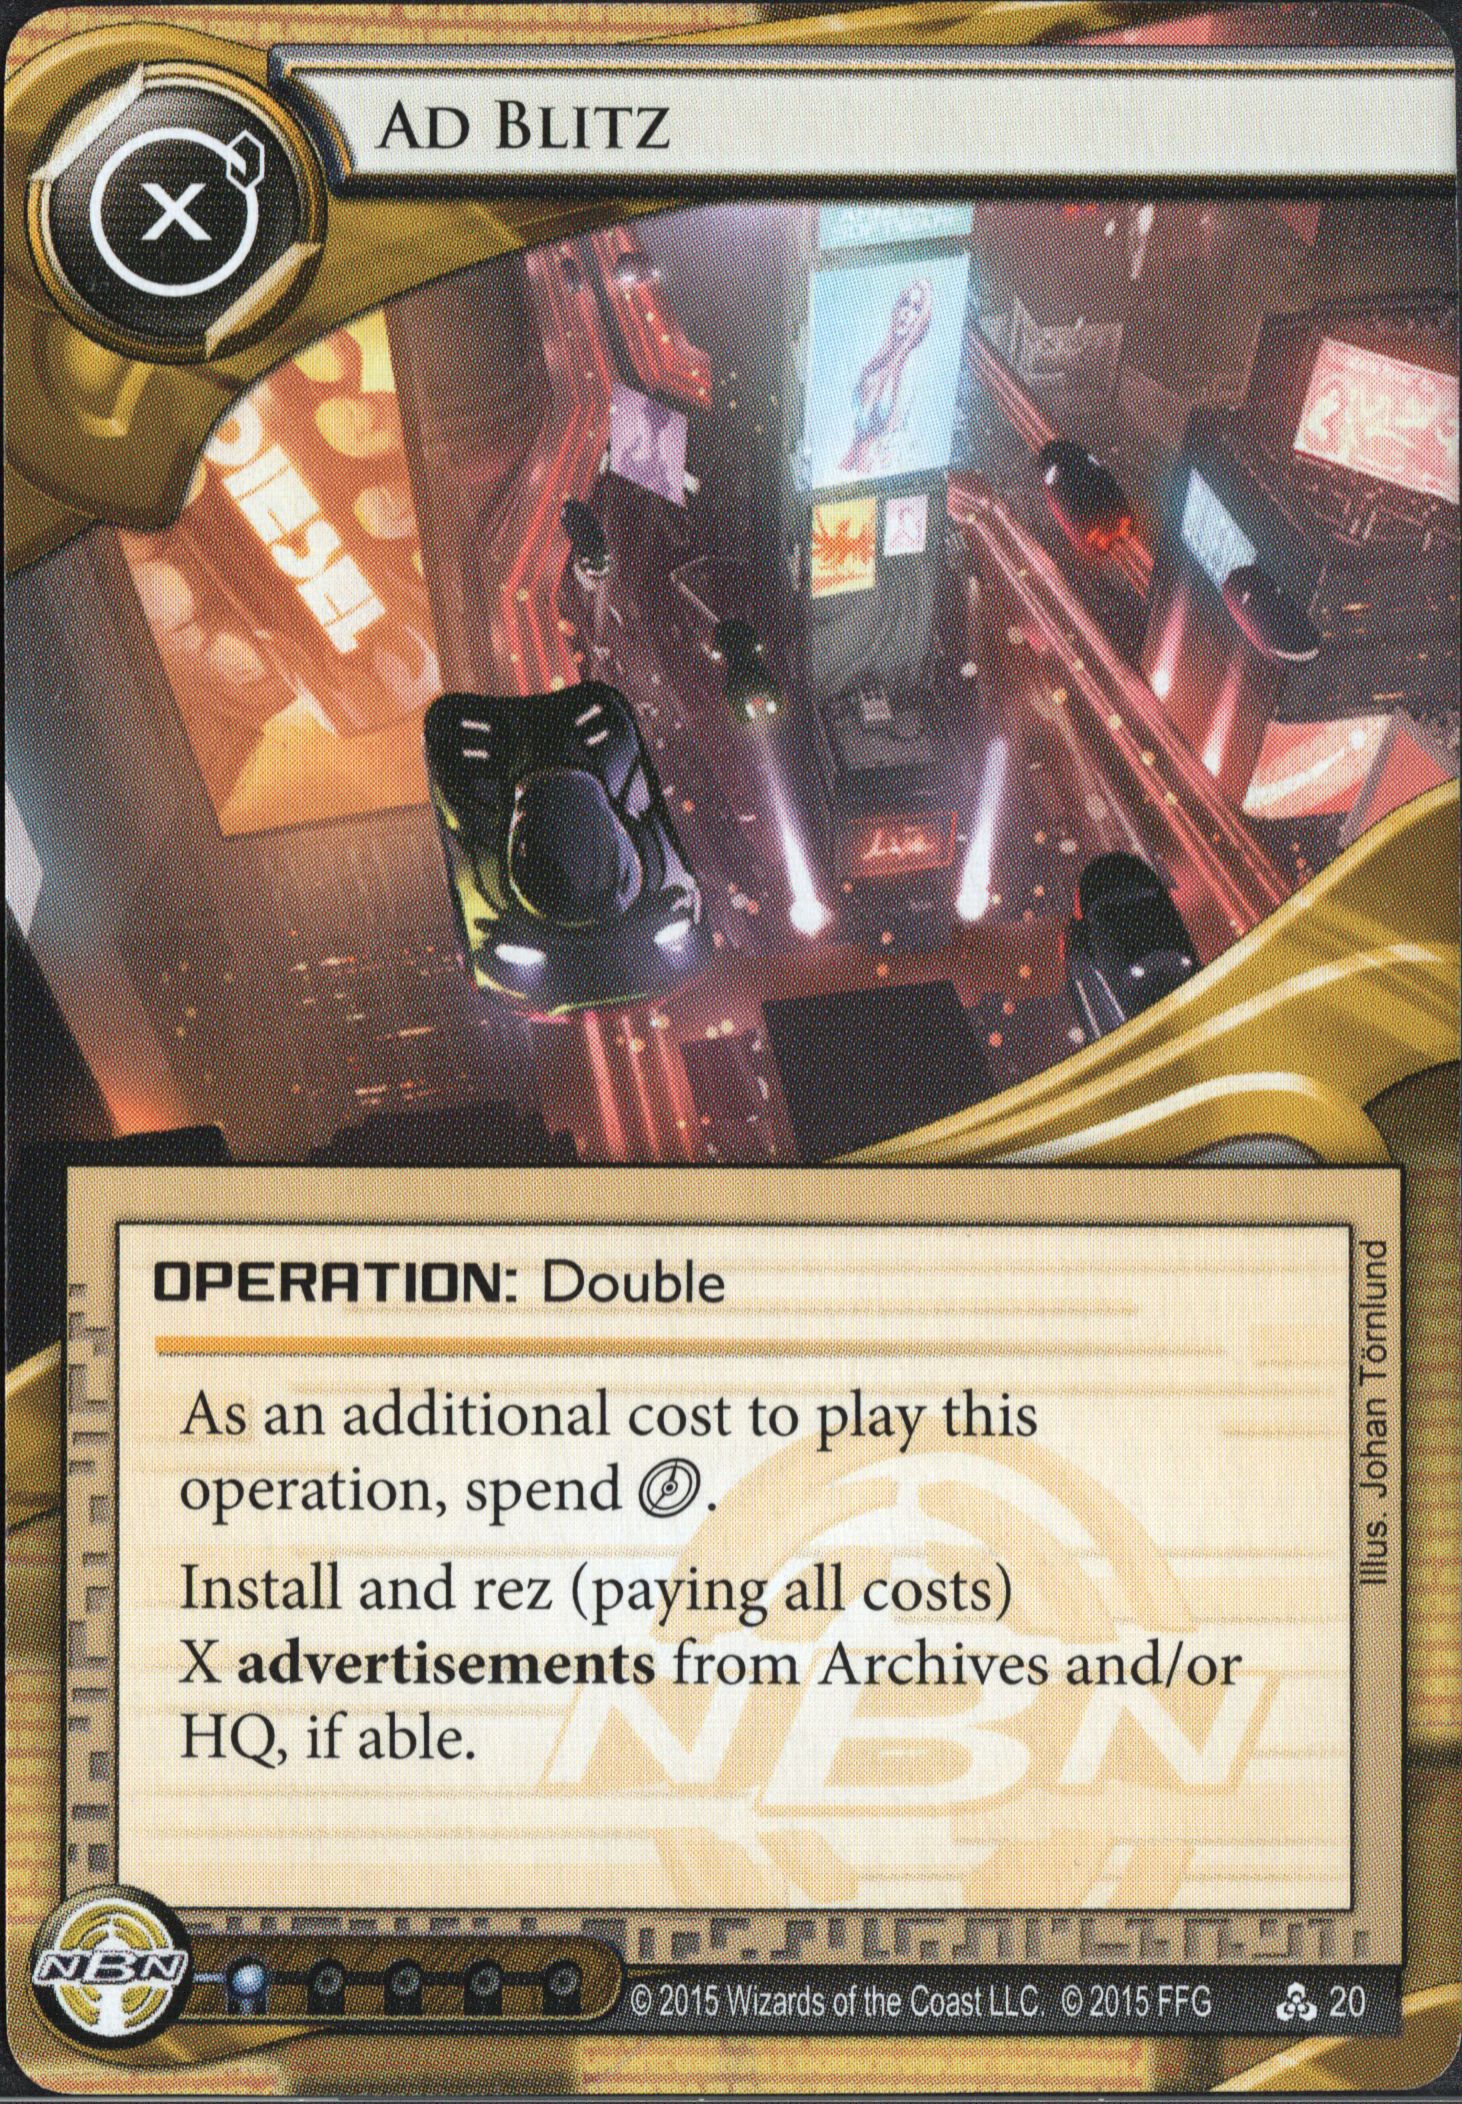 X
AD BLITZ
DIESEL
OPERATION: Double
As an additional cost to play this
operation, spend .
Install and rez (paying all costs)
X advertisements from Archives and/or
HQ, if able.
NBN
Illus. Johan Törnlund
NBN
© 2015 Wizards of the Coast LLC. © 2015 FFG
20